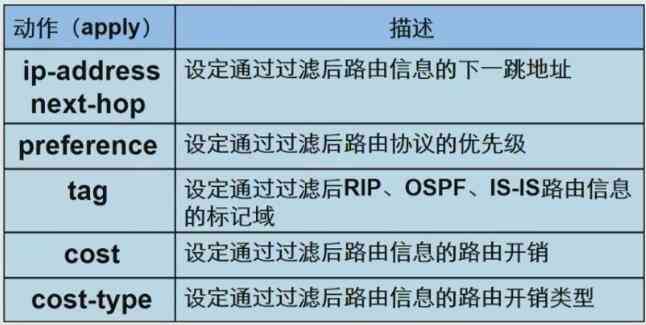 动作（apply） 描述
ip-address 设定通过过滤后路由信息的下一跳地址
next-hop
preference 设定通过过滤后路由协议的优先级
tag 设定通过过滤后RIP、OSPF、IS-IS路由信息
的标记域
cost 设定通过过滤后路由信息的路由开销
cost-type 设定通过过滤后路由信息的路由开销类型